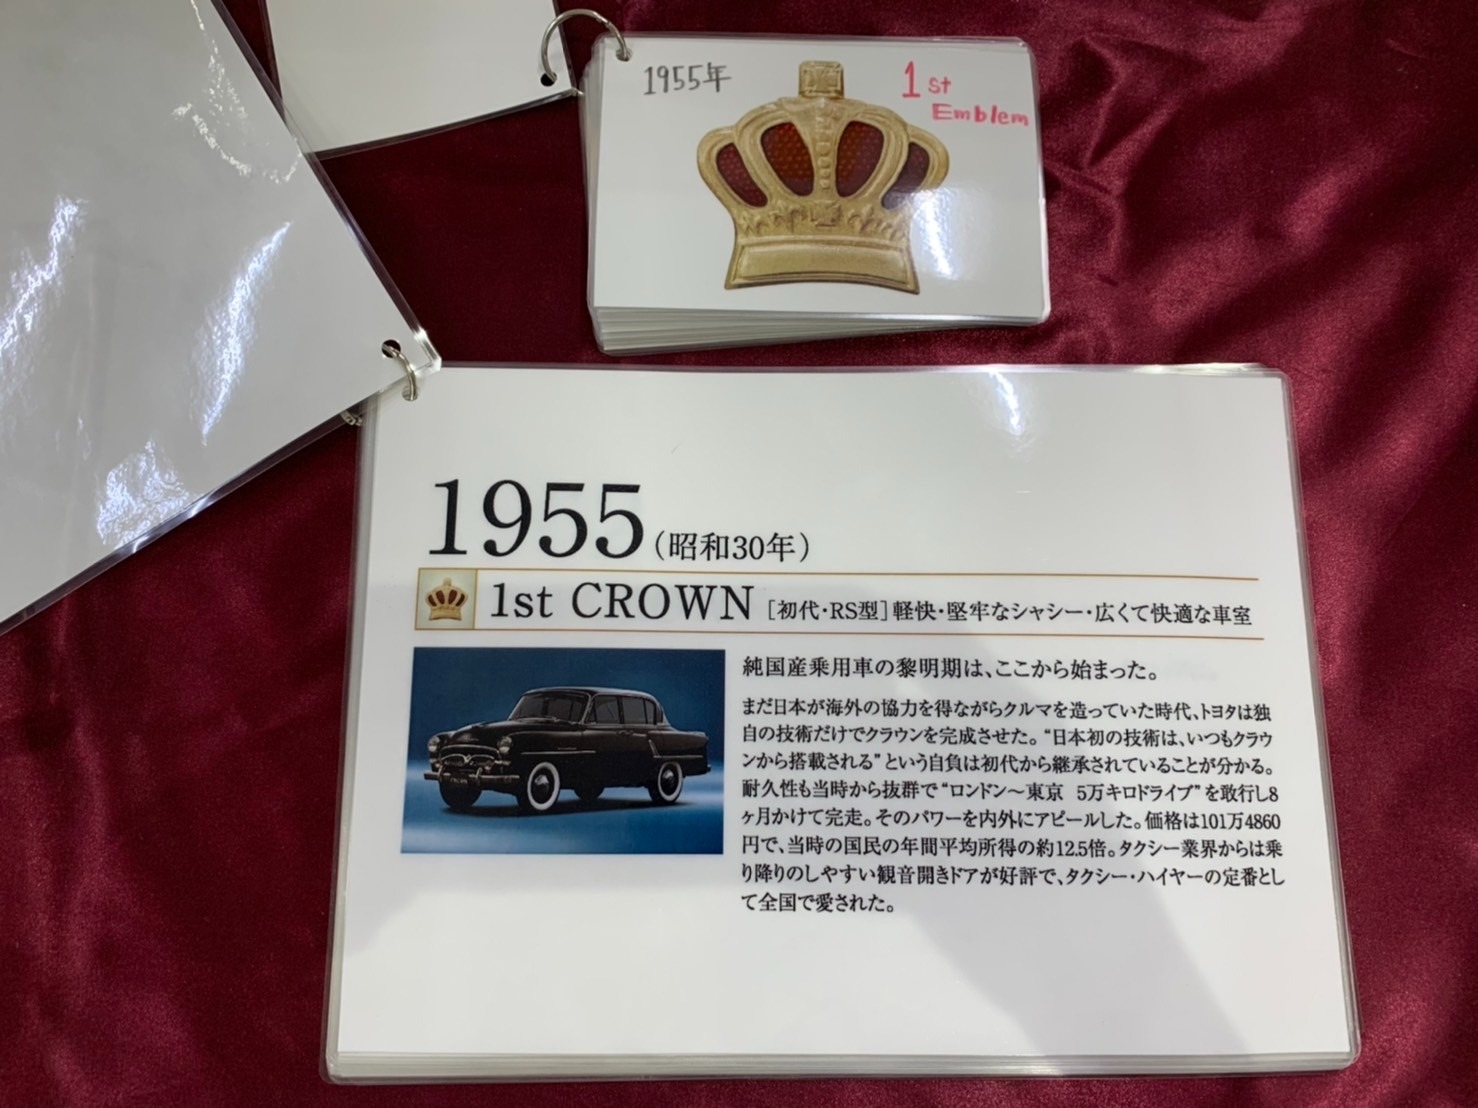 1955年
1st
Emblem
1955（昭和30年）
1st CROWN［初代・RS型］軽快・堅牢なシャシー・広くて快適な車室
純国産乗用車の黎明期は、ここから始まった。
まだ日本が海外の協力を得ながらクルマを造っていた時代、トヨタは独
自の技術だけでクラウンを完成させた。“日本初の技術は、いつもクラウ
ンから搭載される”という自負は初代から継承されていることが分かる。
耐久性も当時から抜群で“ロンドン〜東京 5万キロドライブ”を敢行し8
ヶ月かけて完走。そのパワーを内外にアピールした。価格は101万4860
円で、当時の国民の年間平均所得の約12.5倍。タクシー業界からは乗
り降りのしやすい観音開きドアが好評で、タクシー・ハイヤーの定番とし
て全国で愛された。